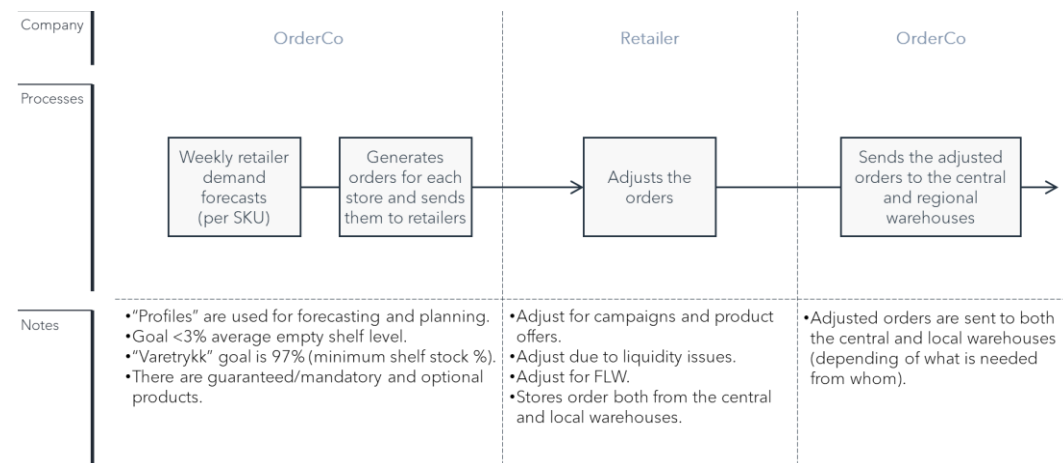 Company
OrderCo
Retailer
OrderCo
Processes
Weekly retailer
demand
forecasts
(per SKU)
Generates
orders for each
store and sends
them to retailers
Adjusts the
orders
Sends the adjusted
orders to the central
and regional
warehouses
Notes
•“Profiles” are used for forecasting and planning.
•Goal <3% average empty shelf level.
•“Varetrykk” goal is 97% (minimum shelf stock %).
•There are guaranteed/mandatory and optional
products.
•Adjust for campaigns and product
offers.
•Adjust due to liquidity issues.
•Adjust for FLW.
•Stores order both from the central
and local warehouses.
•Adjusted orders are sent to both
the central and local warehouses
(depending of what is needed
from whom).